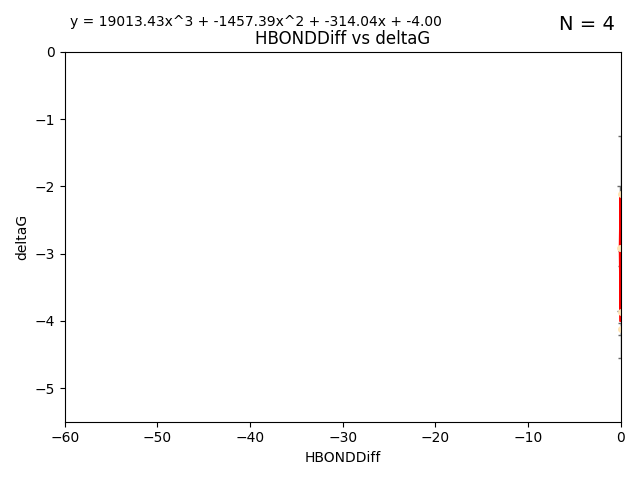 y = 19013.43x^3 + -1457.39x^2 + -314.04x + -4.00
N = 4
HBONDDiff vs deltaG
0
−1
−2
−3
−4
−5
deltaG
−60 −50 −40 −30 −20 −10 0
HBONDDiff